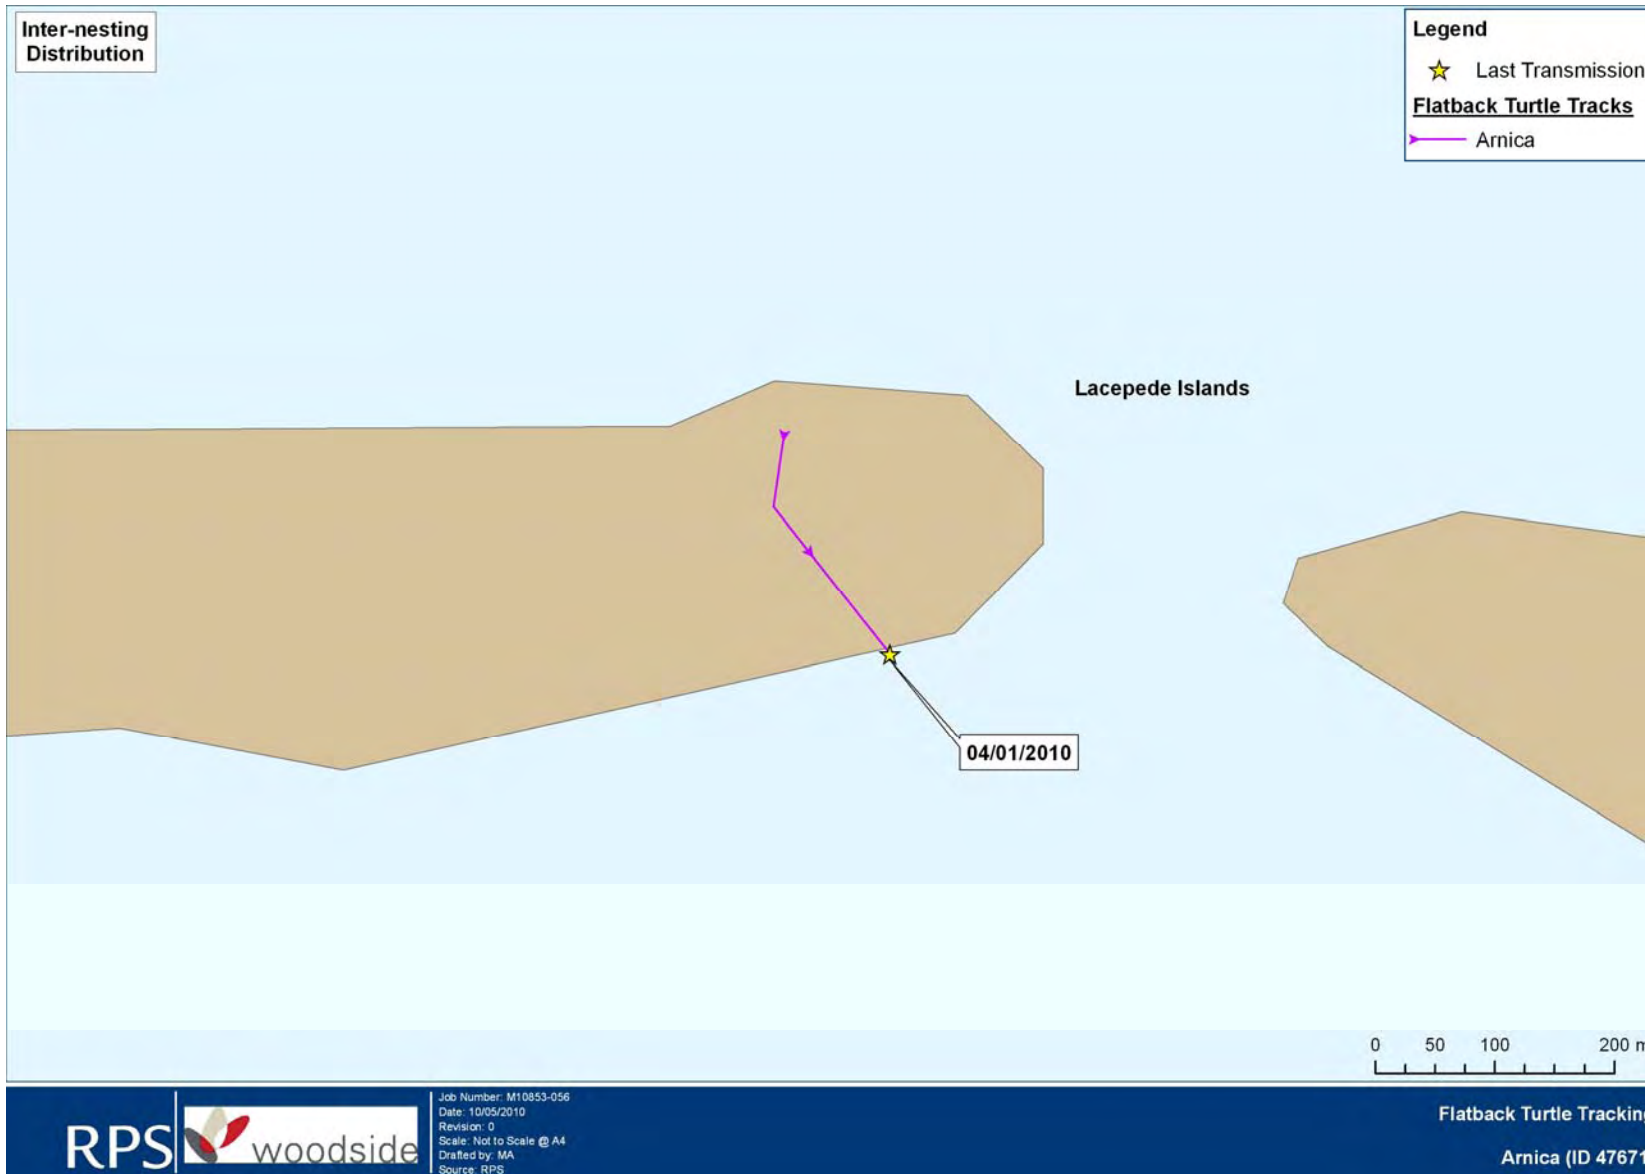 Inter-nesting
Distribution
Legend
Last Transmission
Flatback Turtle Tracks
Arnica
Lacepede Islands
04/01/2010
0 50 100 200 m
RPS
woodside
Job Number: M10853-056
Date: 10/05/2010
Revision: 0
Scale: Not to Scale @ A4
Drafted by: MA
Source: RPS
Flatback Turtle Tracking
Arnica (ID 47671